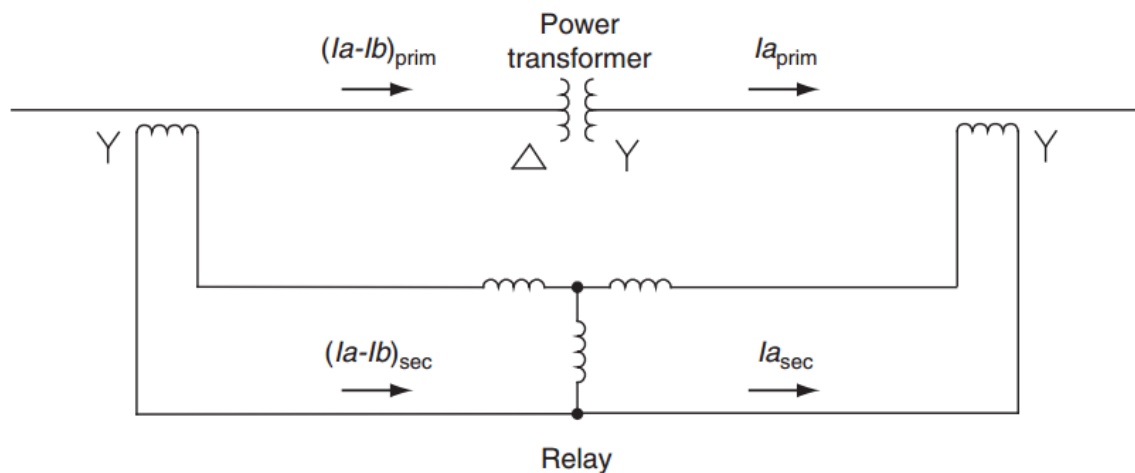 Power
transformer
(Ia-Ib)prim
Iaprim
Y
Δ
Y
Y
(Ia-Ib)sec
Iasec
Relay